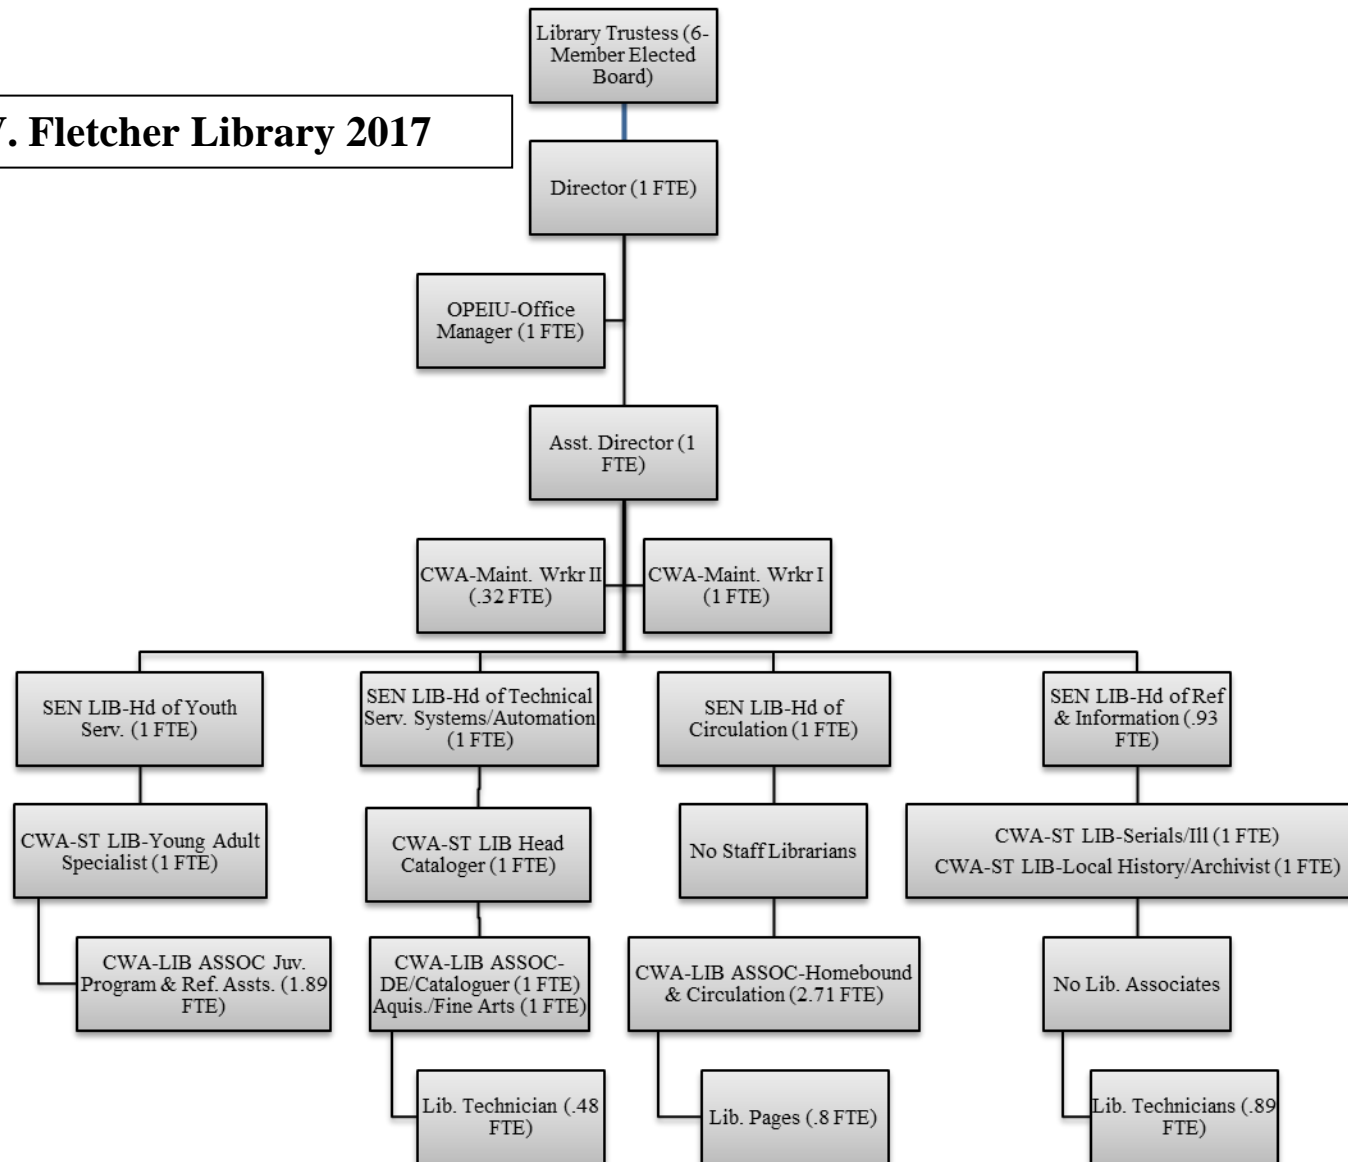 Library Trustess (6-
Member Elected
Board)
. Fletcher Library 2017
Director (1 FTE)
OPEIU-Office
Manager (1 FTE)
Asst. Director (1
FTE)
CWA-Maint. Wrkr II
(.32 FTE)
CWA-Maint. Wrkr I
(1 FTE)
SEN LIB-Hd of Youth
Serv. (1 FTE)
SEN LIB-Hd of Technical
Serv. Systems/Automation
(1 FTE)
SEN LIB-Hd of
Circulation (1 FTE)
SEN LIB-Hd of Ref
& Information (.93
FTE)
CWA-ST LIB-Young Adult
Specialist (1 FTE)
CWA-ST LIB Head
Cataloger (1 FTE)
No Staff Librarians
CWA-ST LIB-Serials/Ill (1 FTE)
CWA-ST LIB-Local History/Archivist (1 FTE)
CWA-LIB ASSOC Juv.
Program & Ref. Assts. (1.89
FTE)
CWA-LIB ASSOC-
DE/Cataloguer (1 FTE)
Aquis./Fine Arts (1 FTE)
CWA-LIB ASSOC-Homebound
& Circulation (2.71 FTE)
No Lib. Associates
Lib. Technician (.48
FTE)
Lib. Pages (.8 FTE)
Lib. Technicians (.89
FTE)